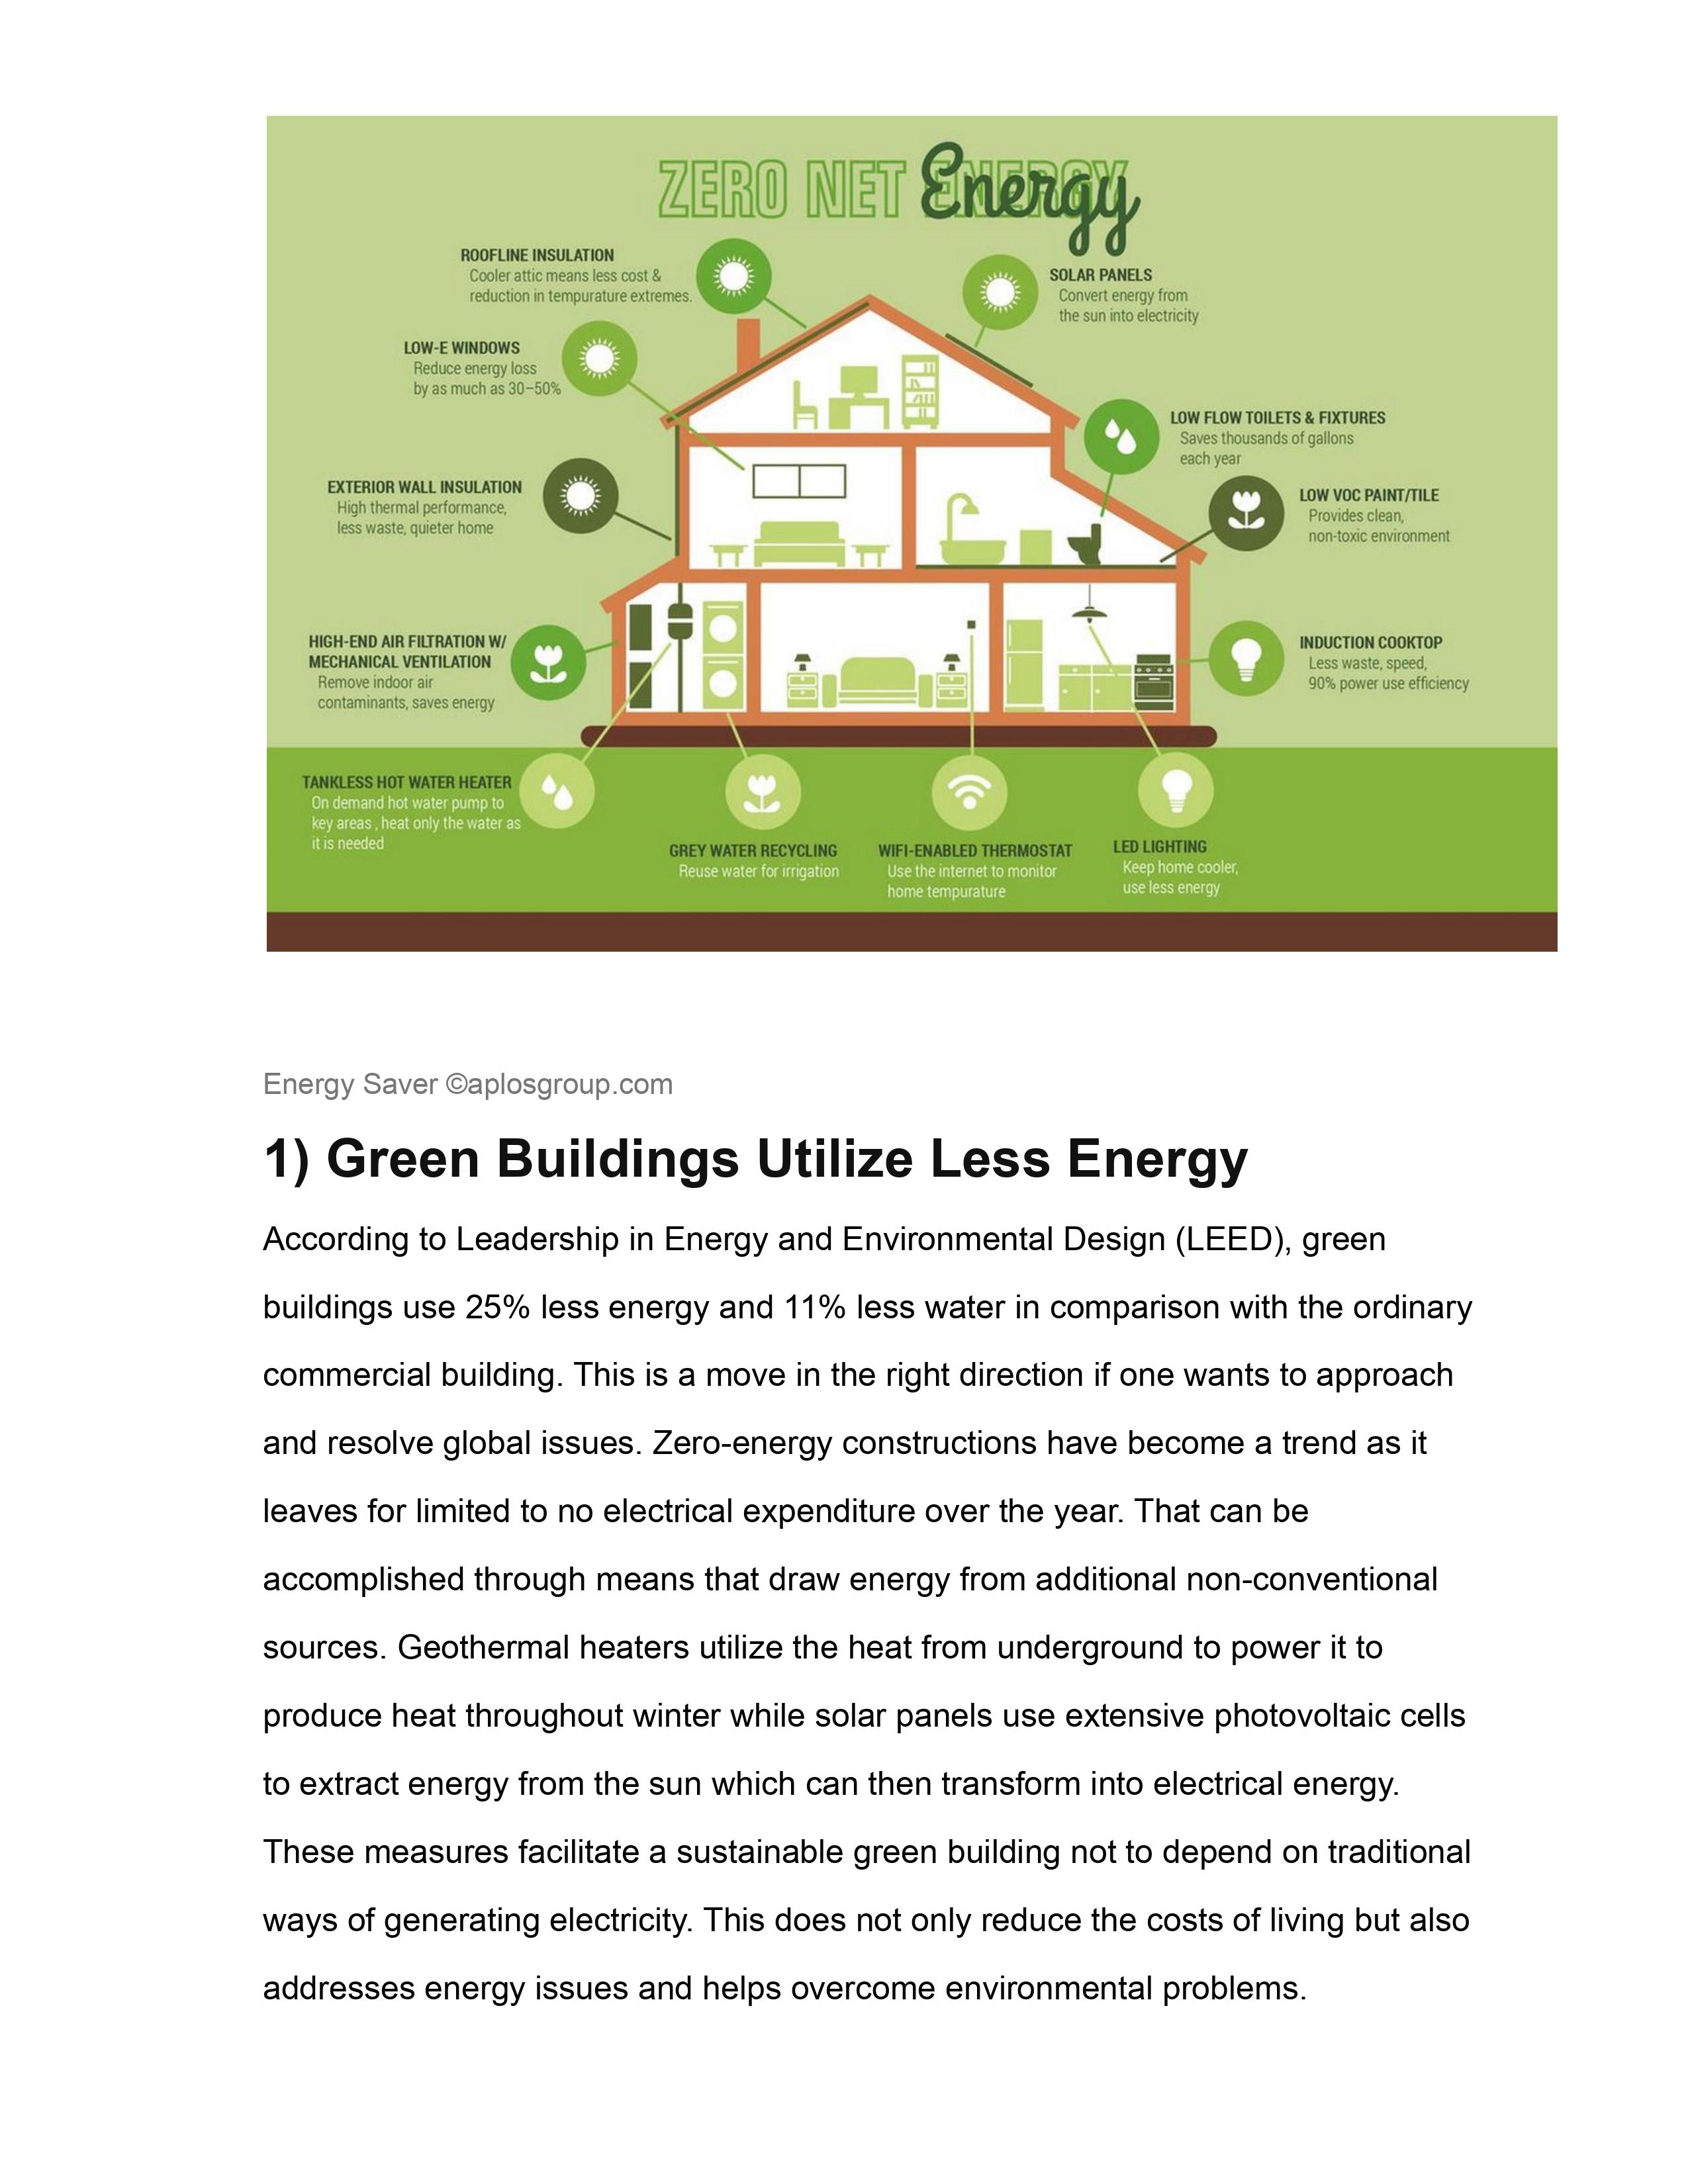 ZERO NET Energy
ROOFLINE INSULATION
Cooler attic means less cost &
reduction in tempurature extremes.
SOLAR PANELS
Convert energy from
the sun into electricity
LOW-E WINDOWS
Reduce energy loss
by as much as 30–50%
LOW FLOW TOILETS & FIXTURES
Saves thousands of gallons
each year
EXTERIOR WALL INSULATION
High thermal performance,
less waste, quieter home
LOW VOC PAINT/TILE
Provides clean,
non-toxic environment
HIGH-END AIR FILTRATION W/
MECHANICAL VENTILATION
Remove indoor air
contaminants, saves energy
INDUCTION COOKTOP
Less waste, speed,
90% power use efficiency
TANKLESS HOT WATER HEATER
On demand hot water pump to
key areas , heat only the water as
it is needed
GREY WATER RECYCLING
Reuse water for irrigation
WIFI-ENABLED THERMOSTAT
Use the internet to monitor
home tempurature
LED LIGHTING
Keep home cooler,
use less energy
Energy Saver ©aplosgroup.com
1) Green Buildings Utilize Less Energy
According to Leadership in Energy and Environmental Design (LEED), green
buildings use 25% less energy and 11% less water in comparison with the ordinary
commercial building. This is a move in the right direction if one wants to approach
and resolve global issues. Zero-energy constructions have become a trend as it
leaves for limited to no electrical expenditure over the year. That can be
accomplished through means that draw energy from additional non-conventional
sources. Geothermal heaters utilize the heat from underground to power it to
produce heat throughout winter while solar panels use extensive photovoltaic cells
to extract energy from the sun which can then transform into electrical energy.
These measures facilitate a sustainable green building not to depend on traditional
ways of generating electricity. This does not only reduce the costs of living but also
addresses energy issues and helps overcome environmental problems.